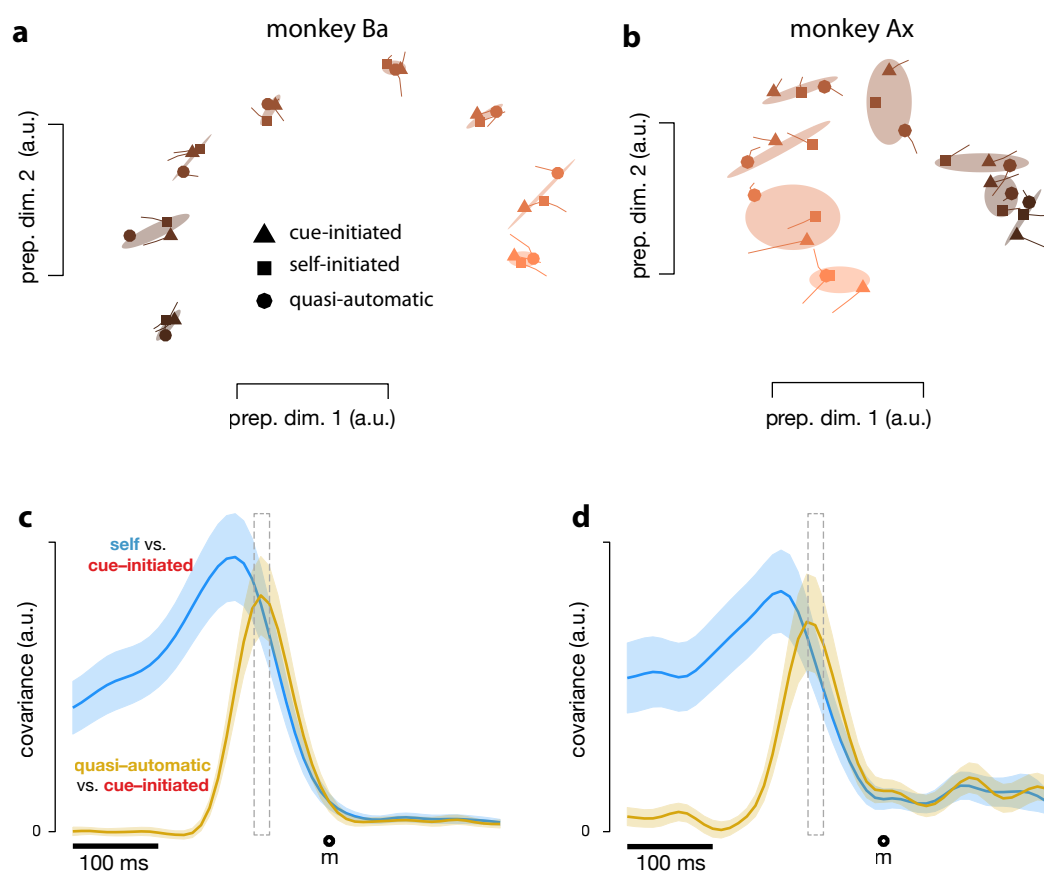 a
monkey Ba
b
monkey Ax
prep. dim. 2 (a.u.)
cue-initiated
self-initiated
quasi-automatic
prep. dim. 1 (a.u.)
prep. dim. 2 (a.u.)
prep. dim. 1 (a.u.)
c
self vs.
cue–initiated
covariance (a.u.)
quasi–automatic
vs. cue–initiated
0
100 ms
m
d
covariance (a.u.)
0
100 ms
m